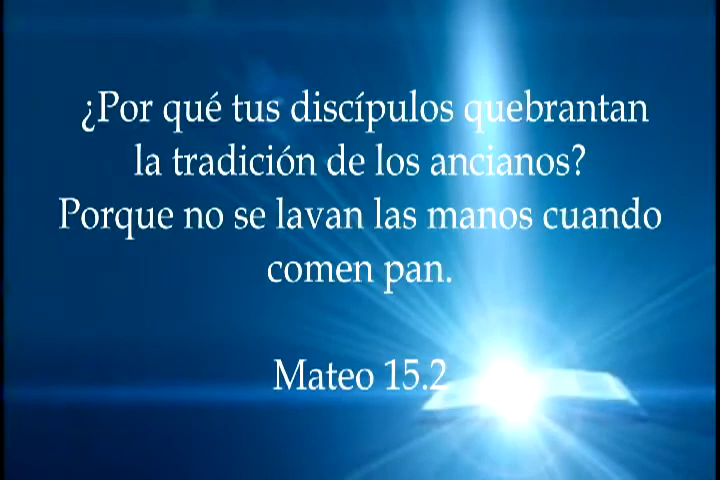 ¿Por qué tus discípulos quebrantan
la tradición de los ancianos?
Porque no se lavan las manos cuando
comen pan.
Mateo 15.2